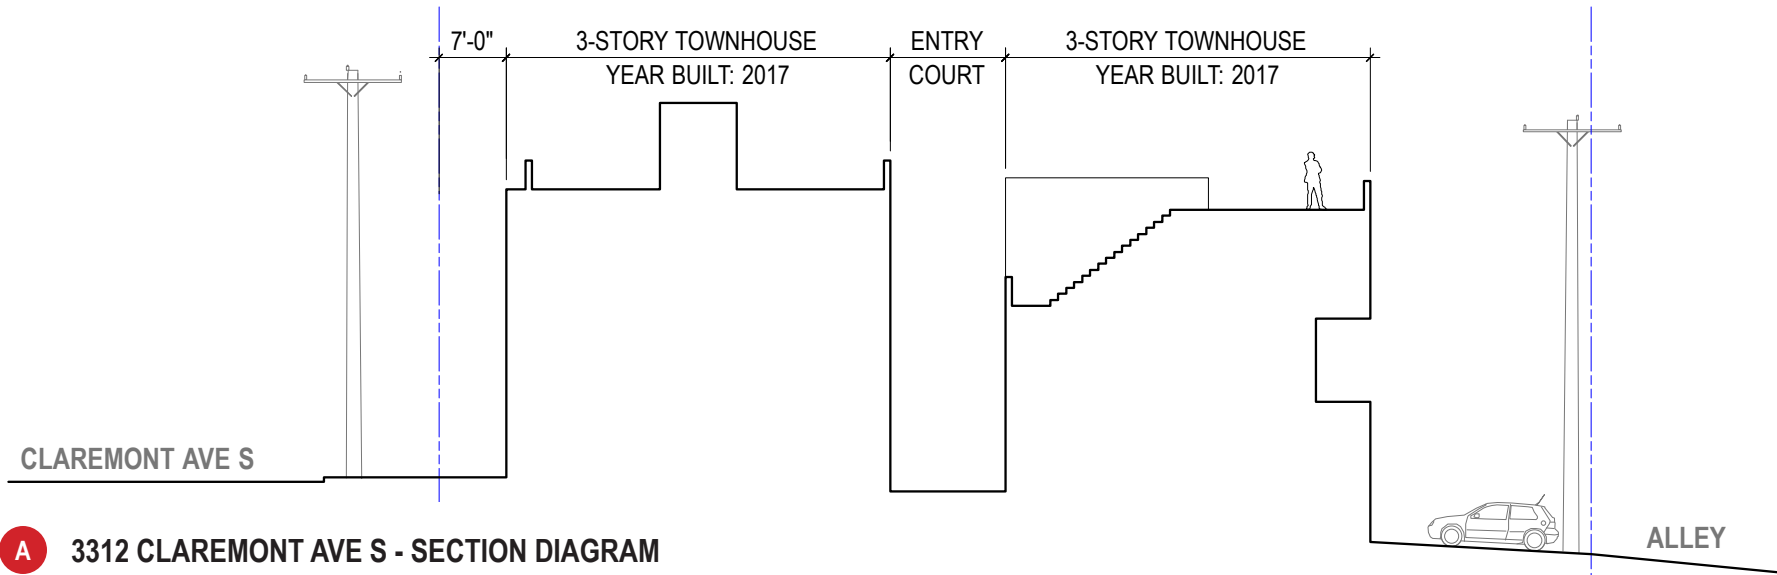 7'-0"
3-STORY TOWNHOUSE
YEAR BUILT: 2017
ENTRY
COURT
3-STORY TOWNHOUSE
YEAR BUILT: 2017
CLAREMONT AVE S
ALLEY
A
3312 CLAREMONT AVE S - SECTION DIAGRAM